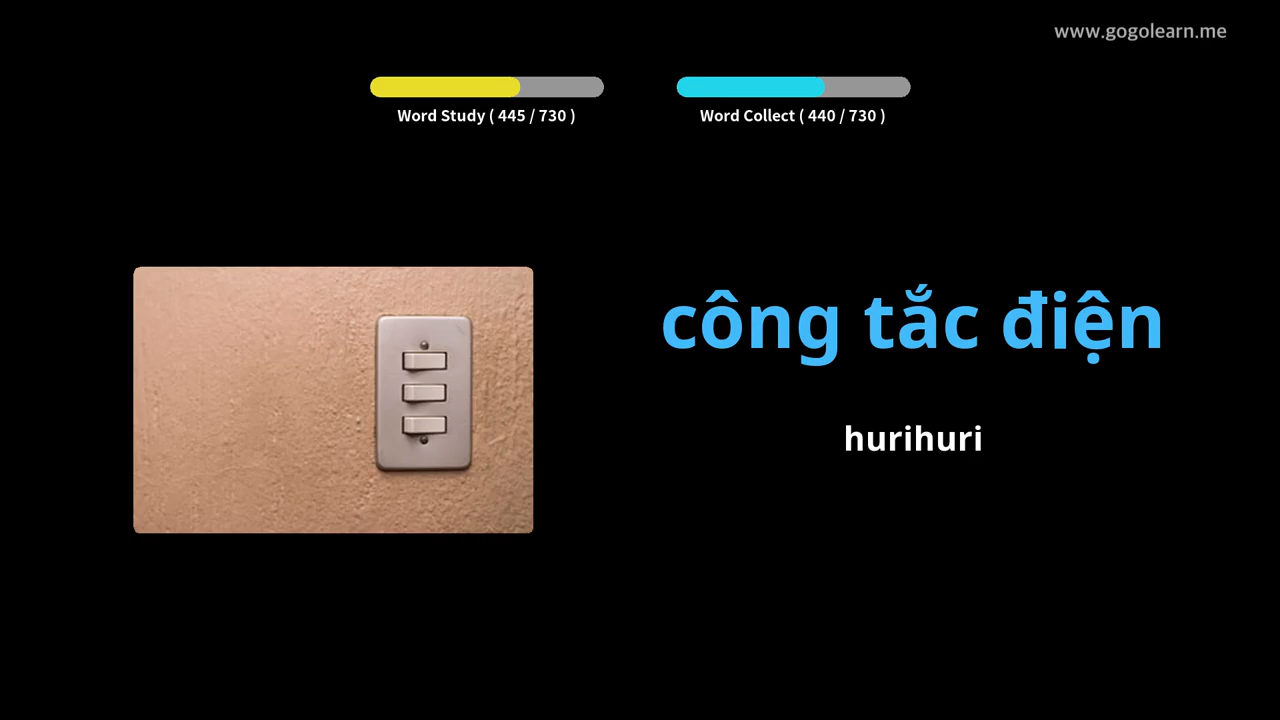 www.gogolearn.me
Word Study ( 445 / 730 )
Word Collect ( 440 / 730 )
công tắc điện
hurihuri